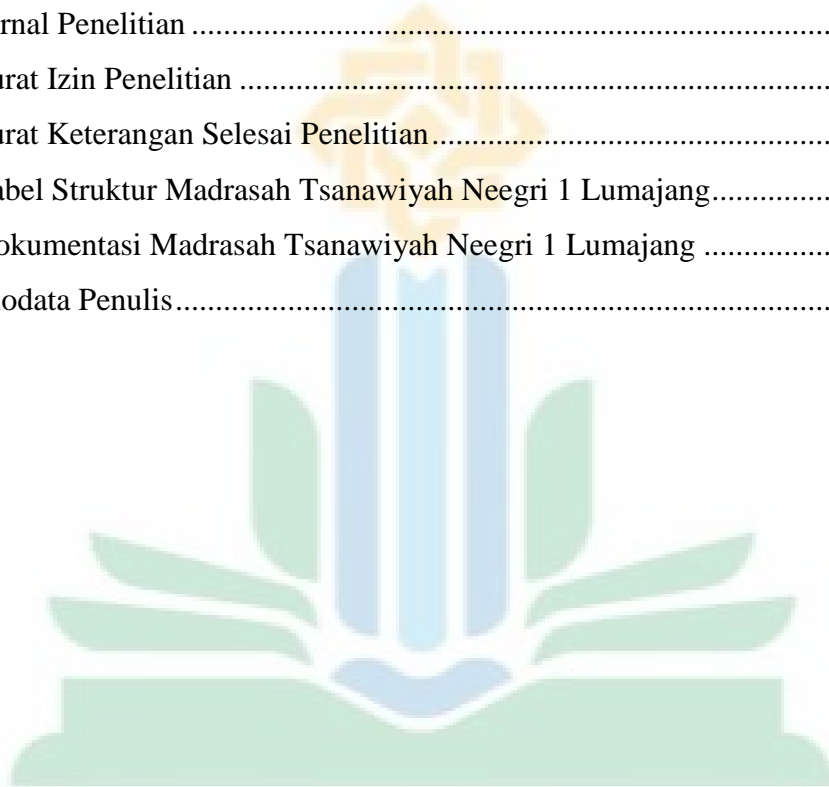 rnal Penelitian ................................................................................
urat Izin Penelitian ..........................................................................
urat Keterangan Selesai Penelitian..................................................
abel Struktur Madrasah Tsanawiyah Neegri 1 Lumajang..............
okumentasi Madrasah Tsanawiyah Neegri 1 Lumajang ...............
iodata Penulis..................................................................................